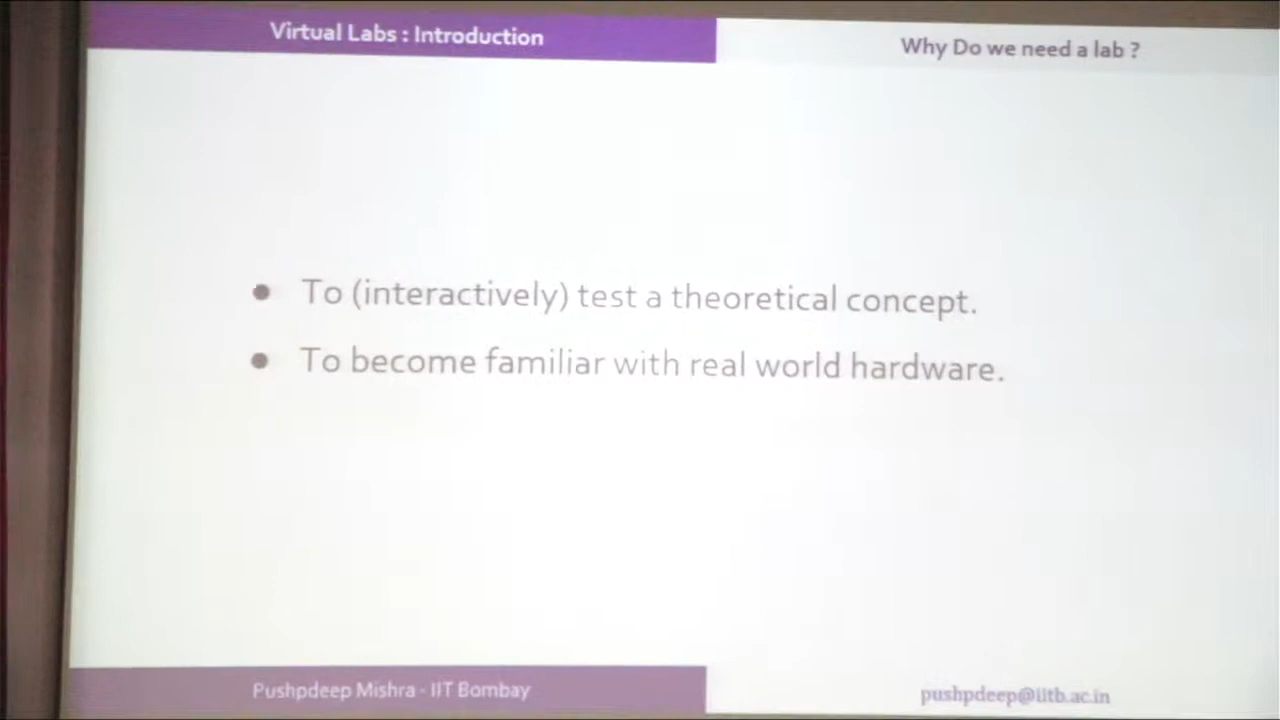 Virtual Labs : Introduction
Why Do we need a lab ?
• To (interactively) test a theoretical concept.
• To become familiar with real world hardware.
Pushpdeep Mishra - IIT Bombay
pushpdeep@iitb.ac.in